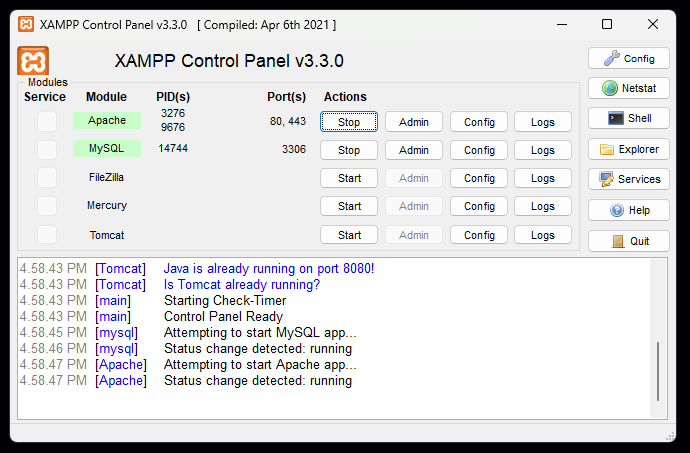 XAMPP Control Panel v3.3.0 [ Compiled: Apr 6th 2021 ]
XAMPP Control Panel v3.3.0
Config
Netstat
Shell
Explorer
Services
Help
Quit
Modules
Service Module PID(s) Port(s) Actions
Apache 3276 9676 80, 443 Stop Admin Config Logs
MySQL 14744 3306 Stop Admin Config Logs
FileZilla Start Admin Config Logs
Mercury Start Admin Config Logs
Tomcat Start Admin Config Logs
4.58.43 PM [Tomcat] Java is already running on port 8080!
4.58.43 PM [Tomcat] Is Tomcat already running?
4.58.43 PM [main] Starting Check-Timer
4.58.43 PM [main] Control Panel Ready
4.58.45 PM [mysql] Attempting to start MySQL app...
4.58.46 PM [mysql] Status change detected: running
4.58.47 PM [Apache] Attempting to start Apache app...
4.58.47 PM [Apache] Status change detected: running